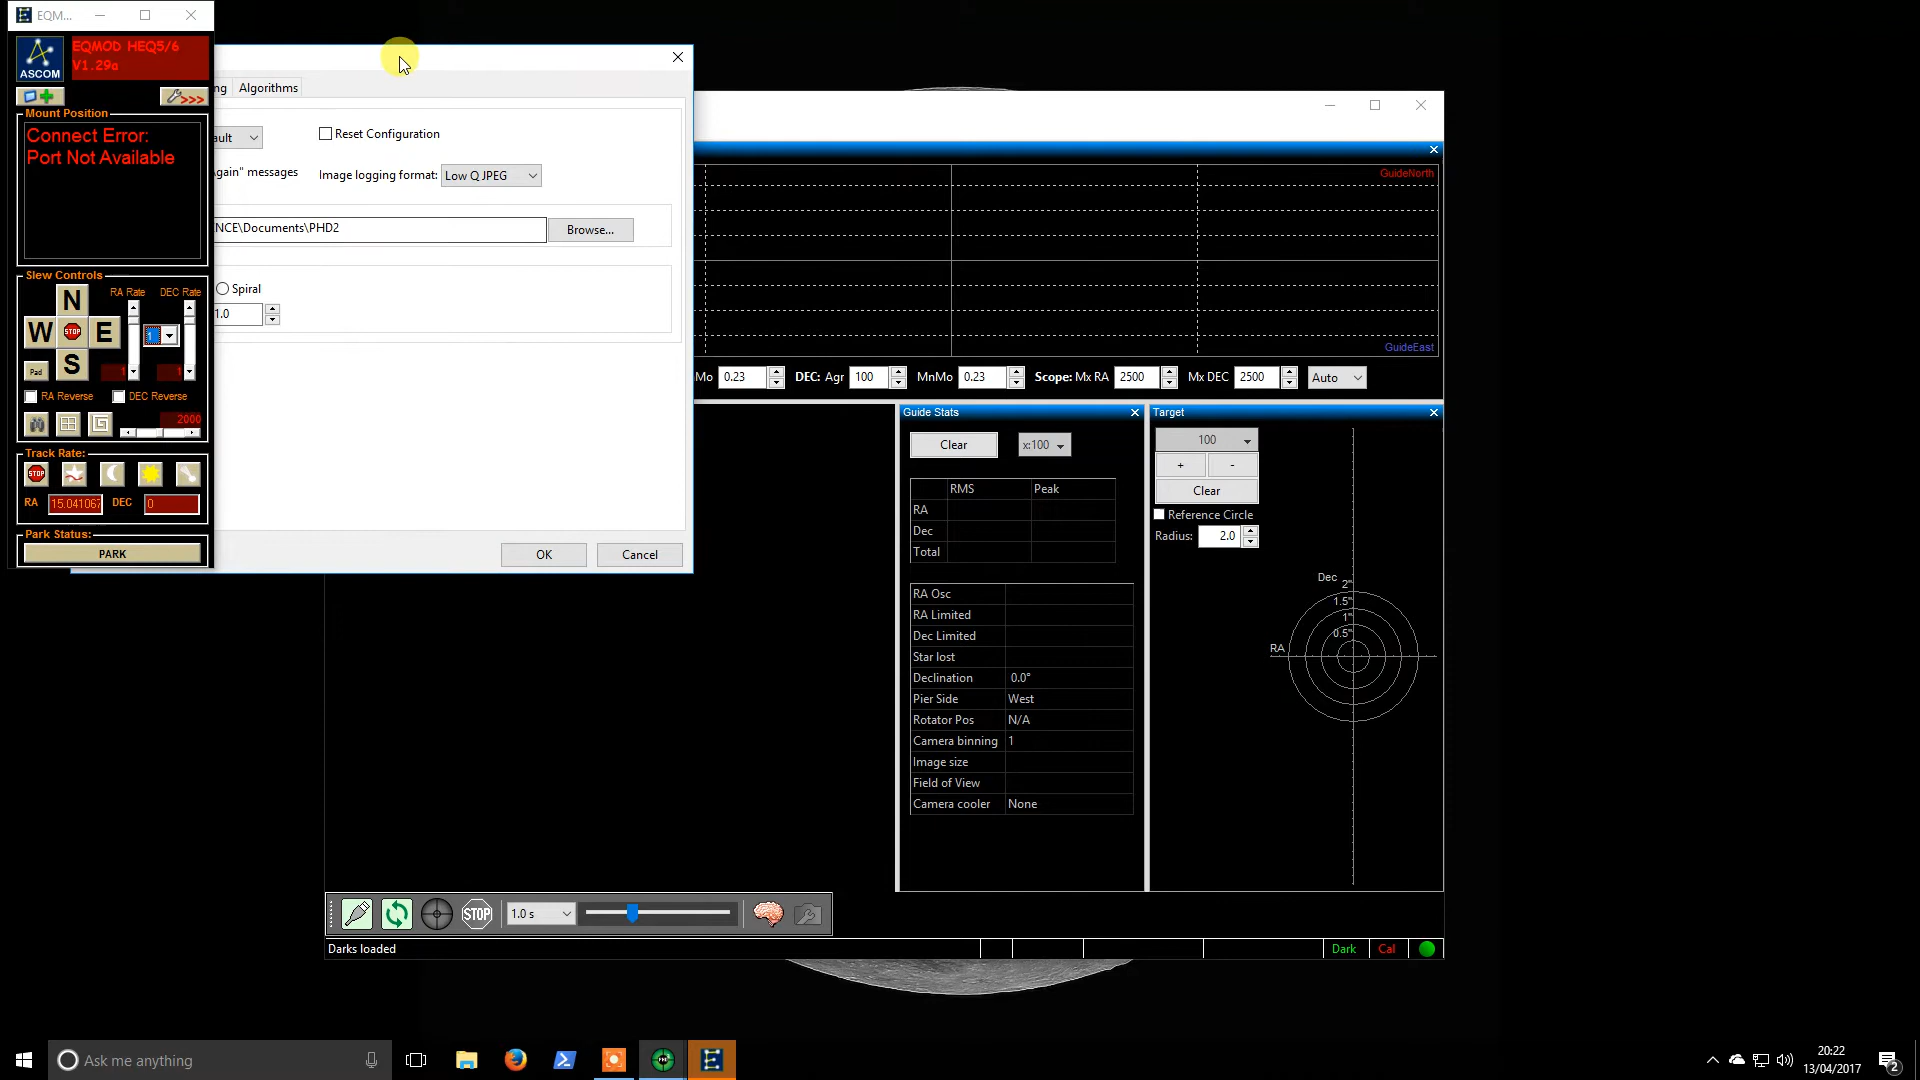 EQM...
ASCOM
EQMOD HEQ5/6
V1.29a
>>>
Mount Position
Connect Error:
Port Not Available
Slew Controls
RA Rate
DEC Rate
N
W
STOP
E
S
1
Pad
1
1
RA Reverse
DEC Reverse
2000
Track Rate:
STOP
RA
15.041067
DEC
0
Park Status:
PARK
ng
Algorithms
ault
Reset Configuration
gain" messages
Image logging format:
Low Q JPEG
NCE\Documents\PHD2
Browse...
Spiral
1.0
OK
Cancel
GuideNorth
GuideEast
Mo
0.23
DEC:
Agr
100
MnMo
0.23
Scope:
Mx RA
2500
Mx DEC
2500
Auto
Guide Stats
Clear
x:100
RMS
Peak
RA
Dec
Total
RA Osc
RA Limited
Dec Limited
Star lost
Declination
0.0°
Pier Side
West
Rotator Pos
N/A
Camera binning
1
Image size
Field of View
Camera cooler
None
Target
100
+
-
Clear
Reference Circle
Radius:
2.0
Dec
2"
1.5"
1"
0.5"
RA
STOP
1.0 s
Darks loaded
Dark
Cal
Ask me anything
20:22
13/04/2017
2